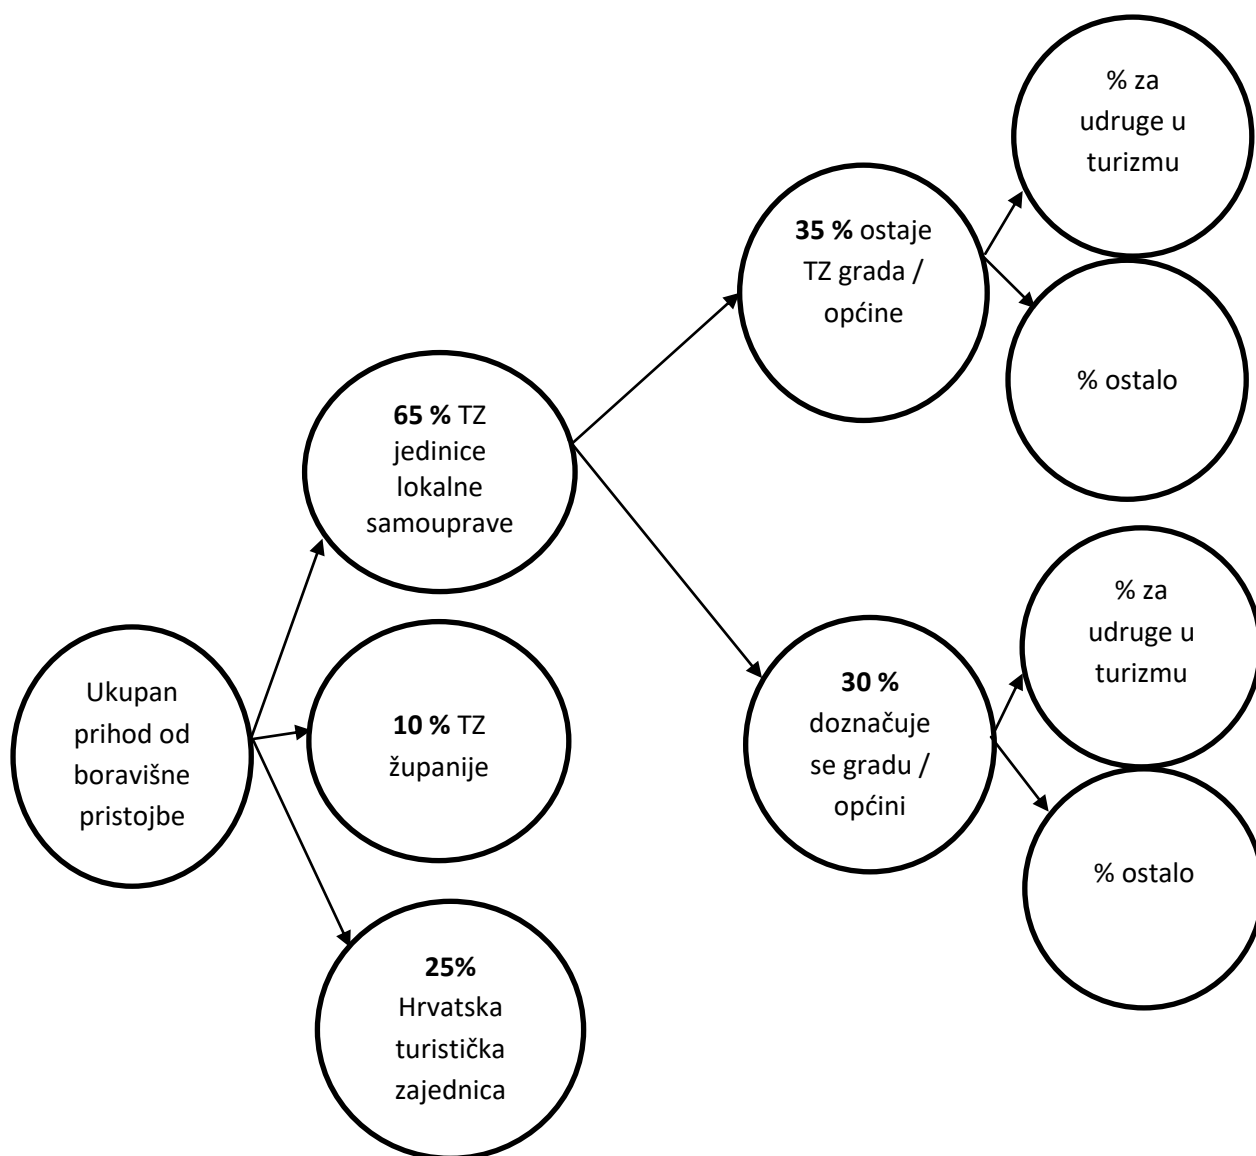 % za
udruge u
turizmu
35 % ostaje
TZ grada /
općine
% ostalo
65 % TZ
jedinice
lokalne
samouprave
% za
udruge u
turizmu
30 %
doznačuje
se gradu /
općini
Ukupan
prihod od
boravišne
pristojbe
10 % TZ
županije
% ostalo
25%
Hrvatska
turistička
zajednica